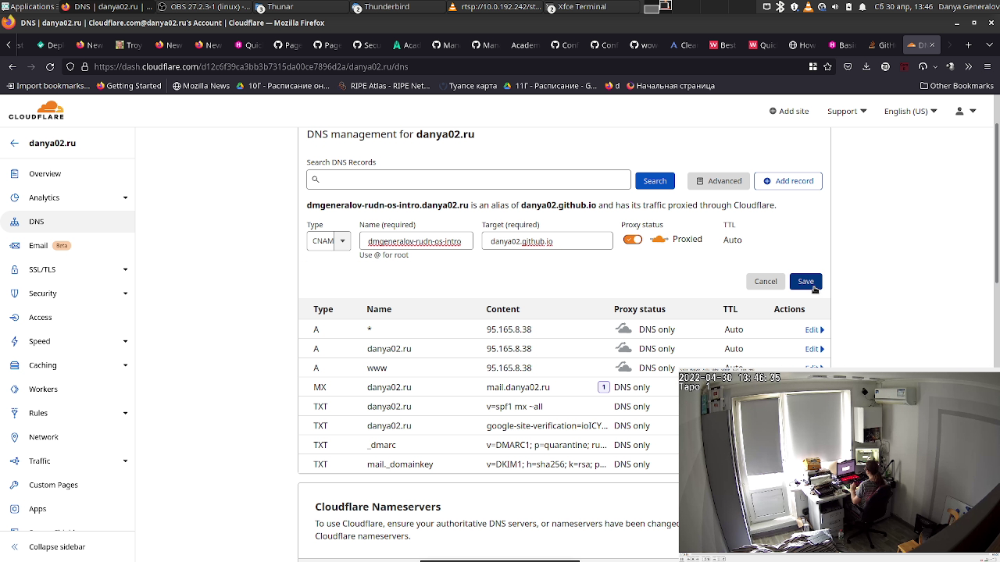 Applications DNS | danya02.ru | ... OBS 27.2.3-1 (linux) -... Thunar Thunderbird rtsp://10.0.192.242/st... Xfce Terminal Сб 30 апр, 13:46 Danya Generalov
DNS | danya02.ru | Cloudflare.com@danya02.ru's Account | Cloudflare — Mozilla Firefox
st Depl New Troy New New Quic Page Page Secu Acad Man Man Academ Conf Conf wow Clea Best Quic How Basic GitH DN
https://dash.cloudflare.com/d12c6f39ca3bb3b7315da00ce7896d2a/danya02.ru/dns
Import bookmarks... Getting Started Mozilla News 10Г - Расписание он... RIPE Atlas - RIPE Net... Туапсе карта 11Г - Расписание - G... d Начальная страница Other Bookmarks
CLOUDFLARE Add site Support English (US)
danya02.ru
Overview
Analytics
DNS
Email Beta
SSL/TLS
Security
Access
Speed
Caching
Workers
Rules
Network
Traffic
Custom Pages
Apps
Collapse sidebar
DNS management for danya02.ru
Search DNS Records
Search Advanced Add record
dmgeneralov-rudn-os-intro.danya02.ru is an alias of danya02.github.io and has its traffic proxied through Cloudflare.
Type Name (required) Target (required) Proxy status TTL
CNAM dmgeneralov-rudn-os-intro danya02.github.io Proxied Auto
Use @ for root
Cancel Save
Type Name Content Proxy status TTL Actions
A * 95.165.8.38 DNS only Auto Edit
A danya02.ru 95.165.8.38 DNS only Auto Edit
A www 95.165.8.38 DNS only Auto Edit
MX danya02.ru mail.danya02.ru 1 DNS only
TXT danya02.ru v=spf1 mx ~all DNS only
TXT danya02.ru google-site-verification=ioICY... DNS only
TXT _dmarc v=DMARC1; p=quarantine; ru... DNS only
TXT mail._domainkey v=DKIM1; h=sha256; k=rsa; p... DNS only
Cloudflare Nameservers
To use Cloudflare, ensure your authoritative DNS servers, or nameservers have been changed
Cloudflare nameservers.
2022-04-30 13:46:35
Tapo 1